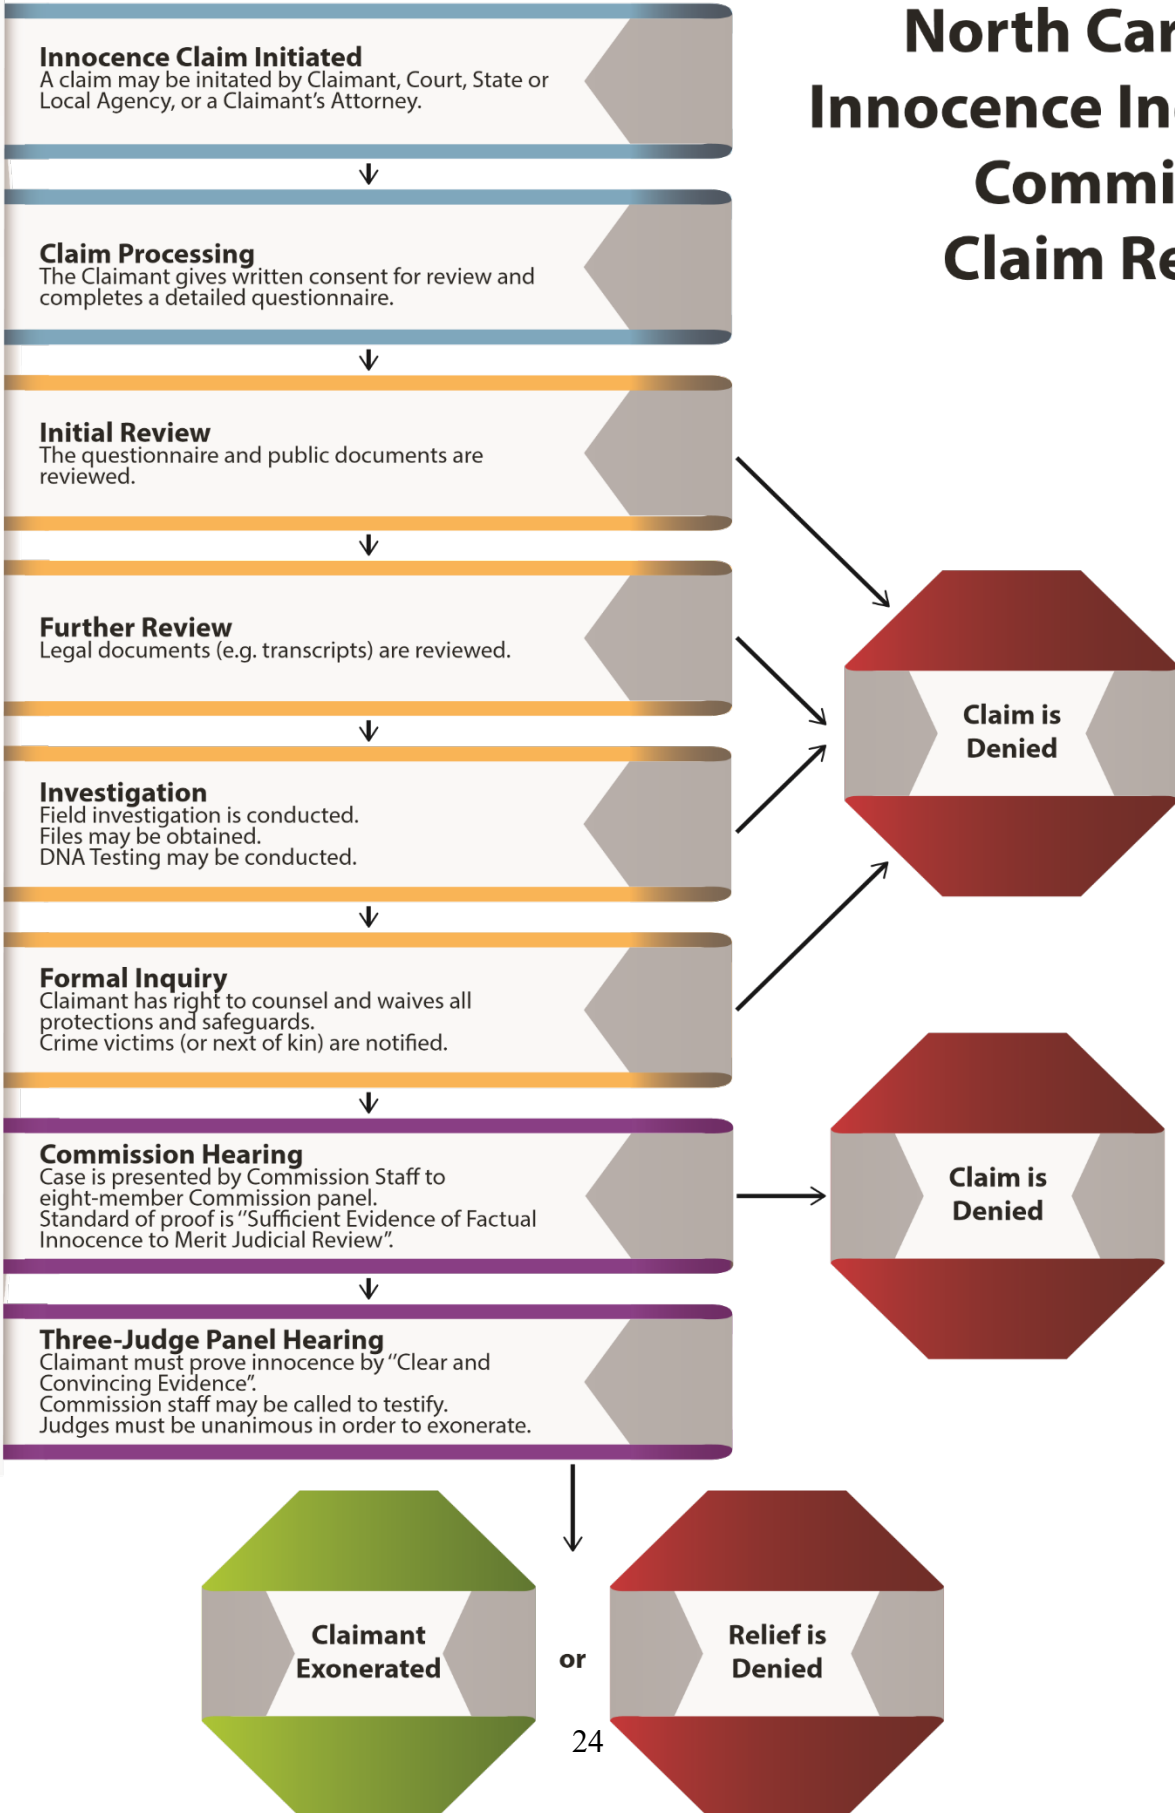 North Car
Innocence In
Commi
Claim Re
Innocence Claim Initiated
A claim may be initated by Claimant, Court, State or
Local Agency, or a Claimant’s Attorney.
Claim Processing
The Claimant gives written consent for review and
completes a detailed questionnaire.
Initial Review
The questionnaire and public documents are
reviewed.
Further Review
Legal documents (e.g. transcripts) are reviewed.
Claim is
Denied
Investigation
Field investigation is conducted.
Files may be obtained.
DNA Testing may be conducted.
Formal Inquiry
Claimant has right to counsel and waives all
protections and safeguards.
Crime victims (or next of kin) are notified.
Commission Hearing
Case is presented by Commission Staff to
eight-member Commission panel.
Standard of proof is “Sufficient Evidence of Factual
Innocence to Merit Judicial Review”.
Claim is
Denied
Three-Judge Panel Hearing
Claimant must prove innocence by “Clear and
Convincing Evidence”.
Commission staff may be called to testify.
Judges must be unanimous in order to exonerate.
Claimant
Exonerated
or
Relief is
Denied
24